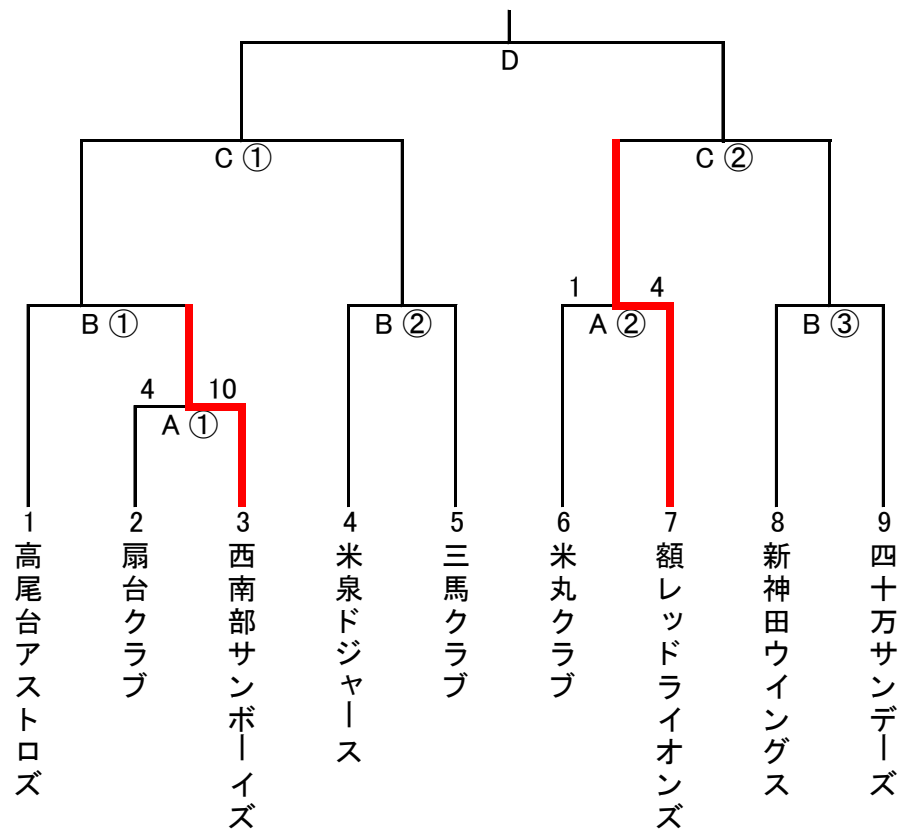 D
C ①
C ②
1 4
B ①
B ②
A ②
B ③
4 10
A ①
1 高尾台アストロズ
2 扇台クラブ
3 西南部サンボーイズ
4 米泉ドジャース
5 三馬クラブ
6 米丸クラブ
7 額レッドライオンズ
8 新神田ウイングス
9 四十万サンデーズ